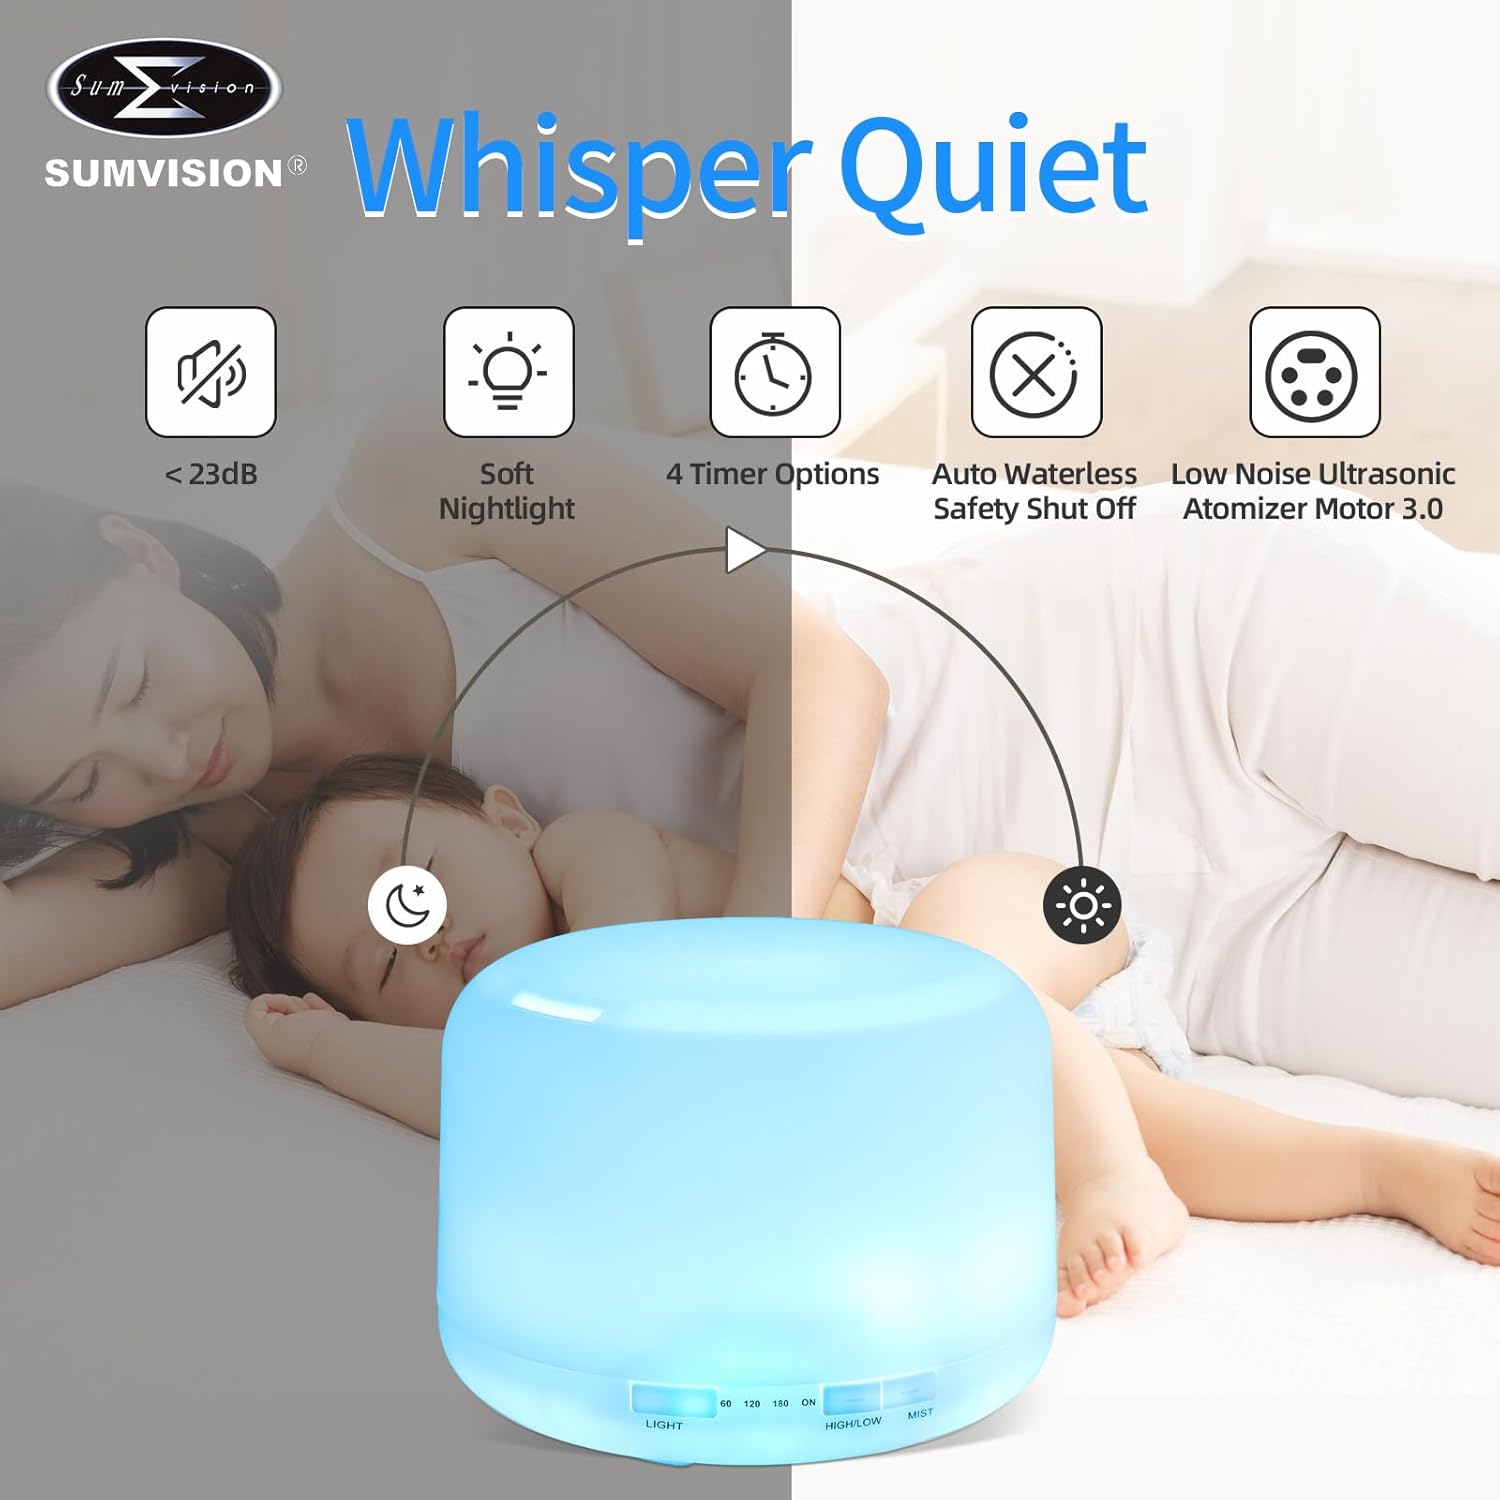 Sum vision
SUMVISION®
Whisper Quiet
< 23dB
Soft
Nightlight
4 Timer Options
Auto Waterless
Safety Shut Off
Low Noise Ultrasonic
Atomizer Motor 3.0
60 120 180 ON
LIGHT
HIGH/LOW
MIST